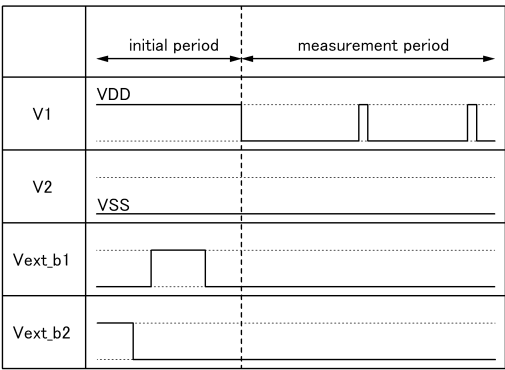 initial period
measurement period
V1
VDD
V2
VSS
Vext_b1
Vext_b2